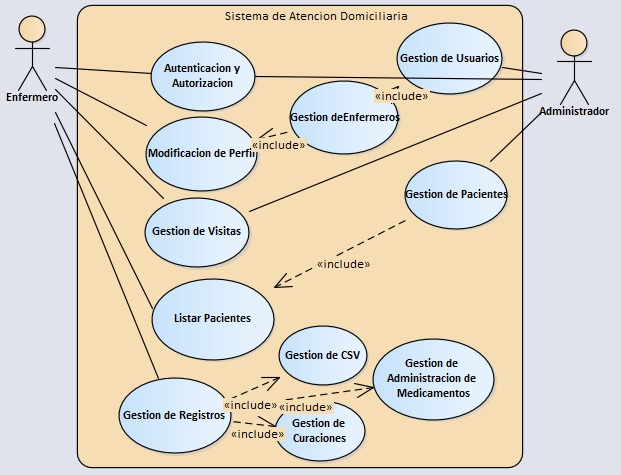 Sistema de Atencion Domiciliaria
Enfermero
Administrador
Autenticacion y
Autorizacion
Gestion de Usuarios
«include»
Gestion deEnfermeros
«include»
Modificacion de Perfil
Gestion de Pacientes
Gestion de Visitas
«include»
Listar Pacientes
Gestion de CSV
Gestion de
Administracion de
Medicamentos
«include»
«include»
Gestion de Registros
«include»
Gestion de
Curaciones